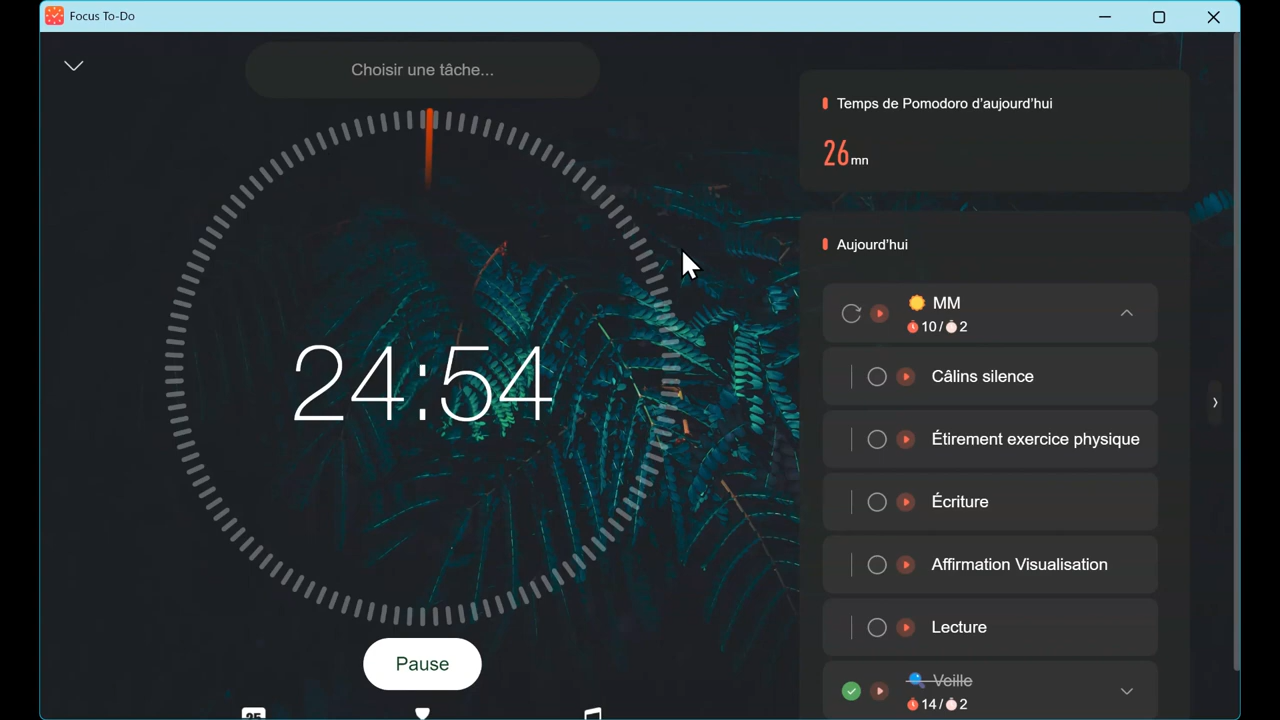 Focus To-Do
Choisir une tâche...
24:54
Pause
25
Temps de Pomodoro d'aujourd'hui
26mn
Aujourd'hui
MM
10/2
Câlins silence
Étirement exercice physique
Écriture
Affirmation Visualisation
Lecture
Veille
14/2